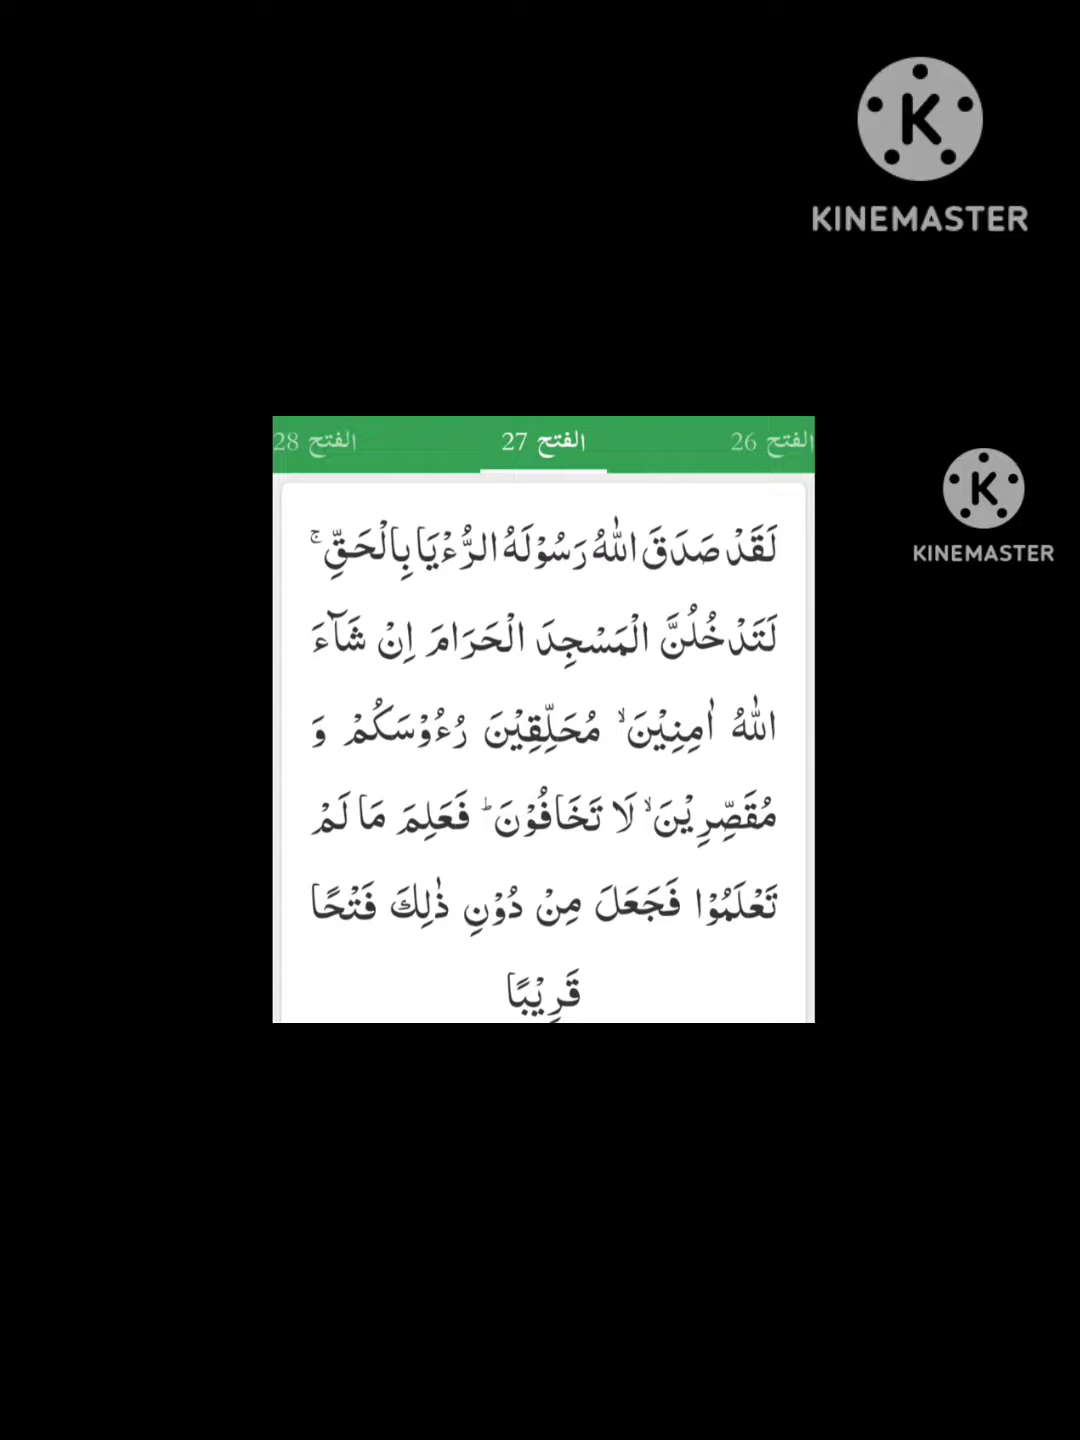 KINEMASTER
الفتح 26
الفتح 27
الفتح 28
KINEMASTER
لَقَدْ صَدَقَ اللّٰهُ رَسُوْلَهُ الرُّءْيَا بِالْحَقِّ ۚ
لَتَدْخُلُنَّ الْمَسْجِدَ الْحَرَامَ اِنْ شَآءَ
اللّٰهُ اٰمِنِيْنَ ۙ مُحَلِّقِيْنَ رُءُوْسَكُمْ وَ
مُقَصِّرِيْنَ ۙ لَا تَخَافُوْنَ ؕ فَعَلِمَ مَا لَمْ
تَعْلَمُوْا فَجَعَلَ مِنْ دُوْنِ ذٰلِكَ فَتْحًا
قَرِيْبًا